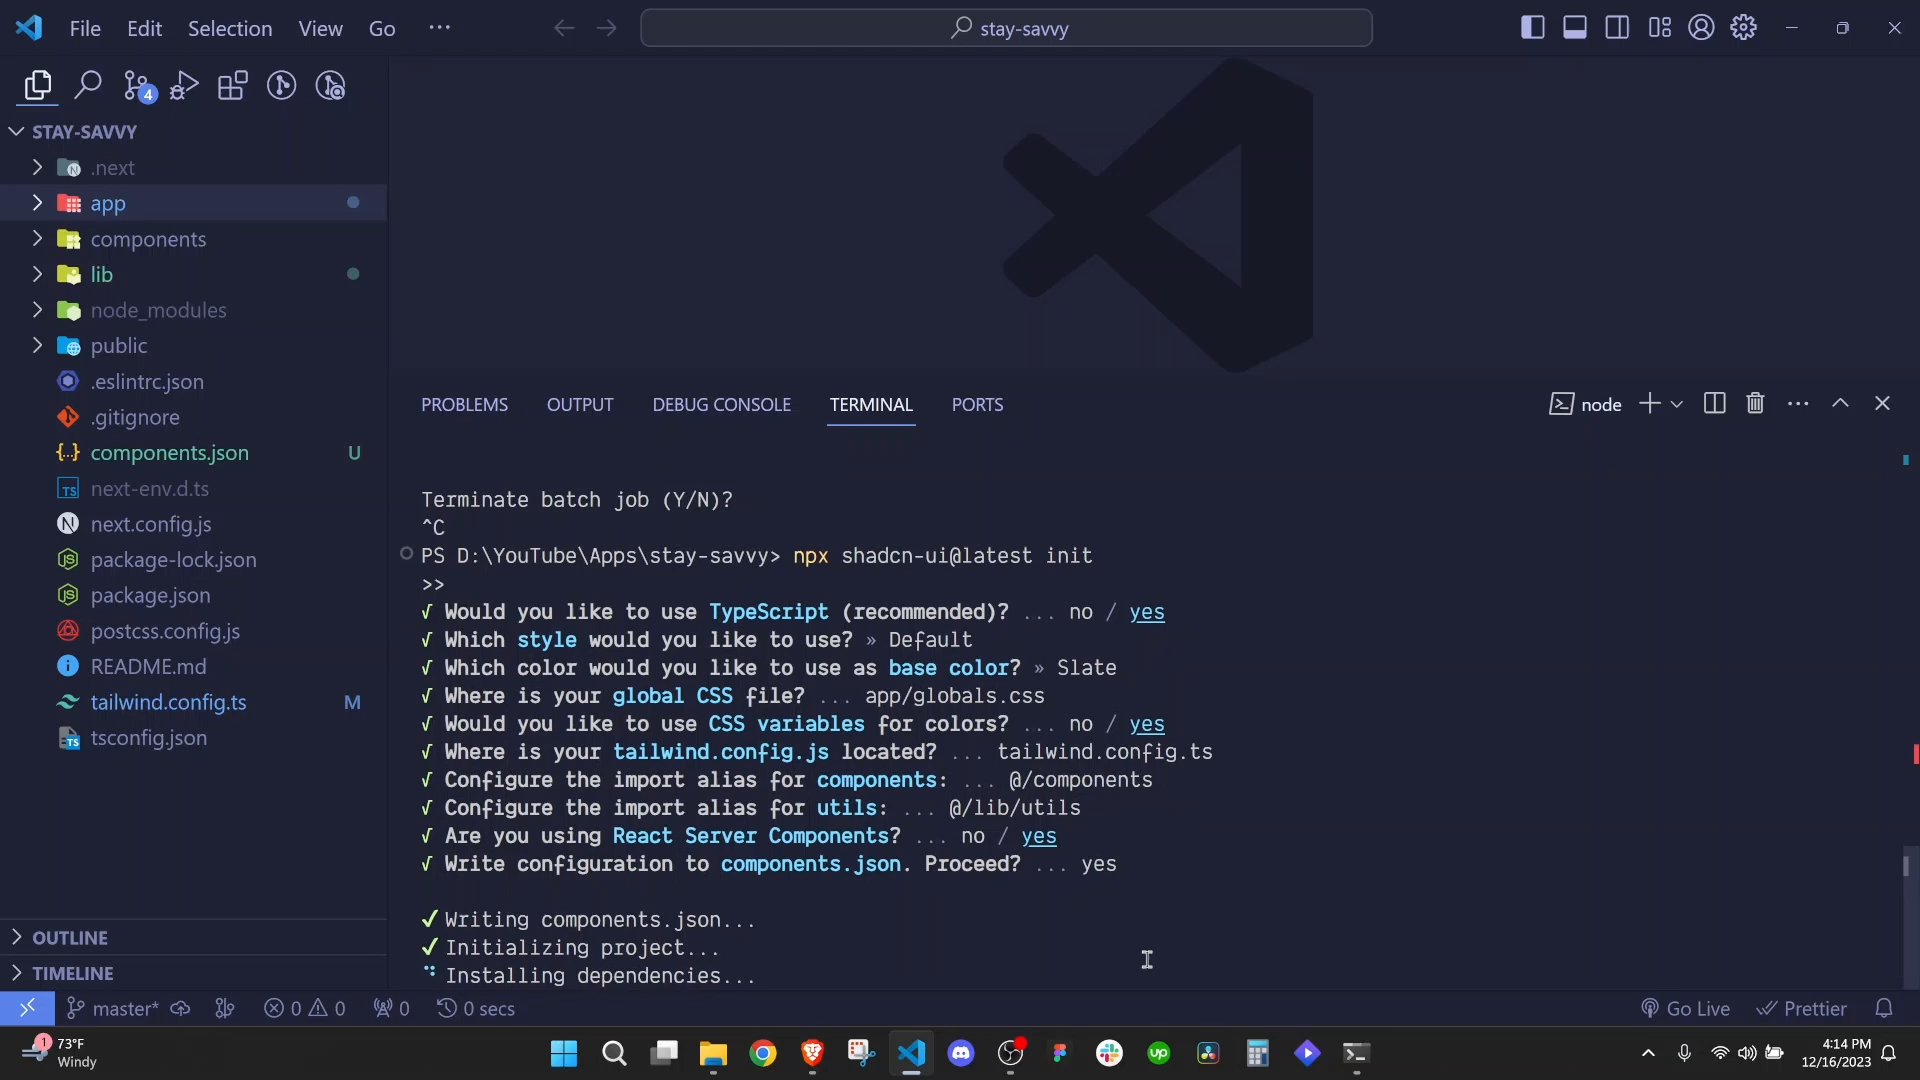 File Edit Selection View Go ···
stay-savvy
4
STAY-SAVVY
.next
app
components
lib
node_modules
public
.eslintrc.json
.gitignore
components.json U
next-env.d.ts
next.config.js
package-lock.json
package.json
postcss.config.js
README.md
tailwind.config.ts M
tsconfig.json
OUTLINE
TIMELINE
PROBLEMS OUTPUT DEBUG CONSOLE TERMINAL PORTS
node
Terminate batch job (Y/N)?
^C
PS D:\YouTube\Apps\stay-savvy> npx shadcn-ui@latest init
>>
√ Would you like to use TypeScript (recommended)? ... no / yes
√ Which style would you like to use? » Default
√ Which color would you like to use as base color? » Slate
√ Where is your global CSS file? ... app/globals.css
√ Would you like to use CSS variables for colors? ... no / yes
√ Where is your tailwind.config.js located? ... tailwind.config.ts
√ Configure the import alias for components: ... @/components
√ Configure the import alias for utils: ... @/lib/utils
√ Are you using React Server Components? ... no / yes
√ Write configuration to components.json. Proceed? ... yes
✓ Writing components.json...
✓ Initializing project...
Installing dependencies...
master* 0 0 0 0 secs Go Live Prettier
1 73°F
Windy
up
4:14 PM
12/16/2023